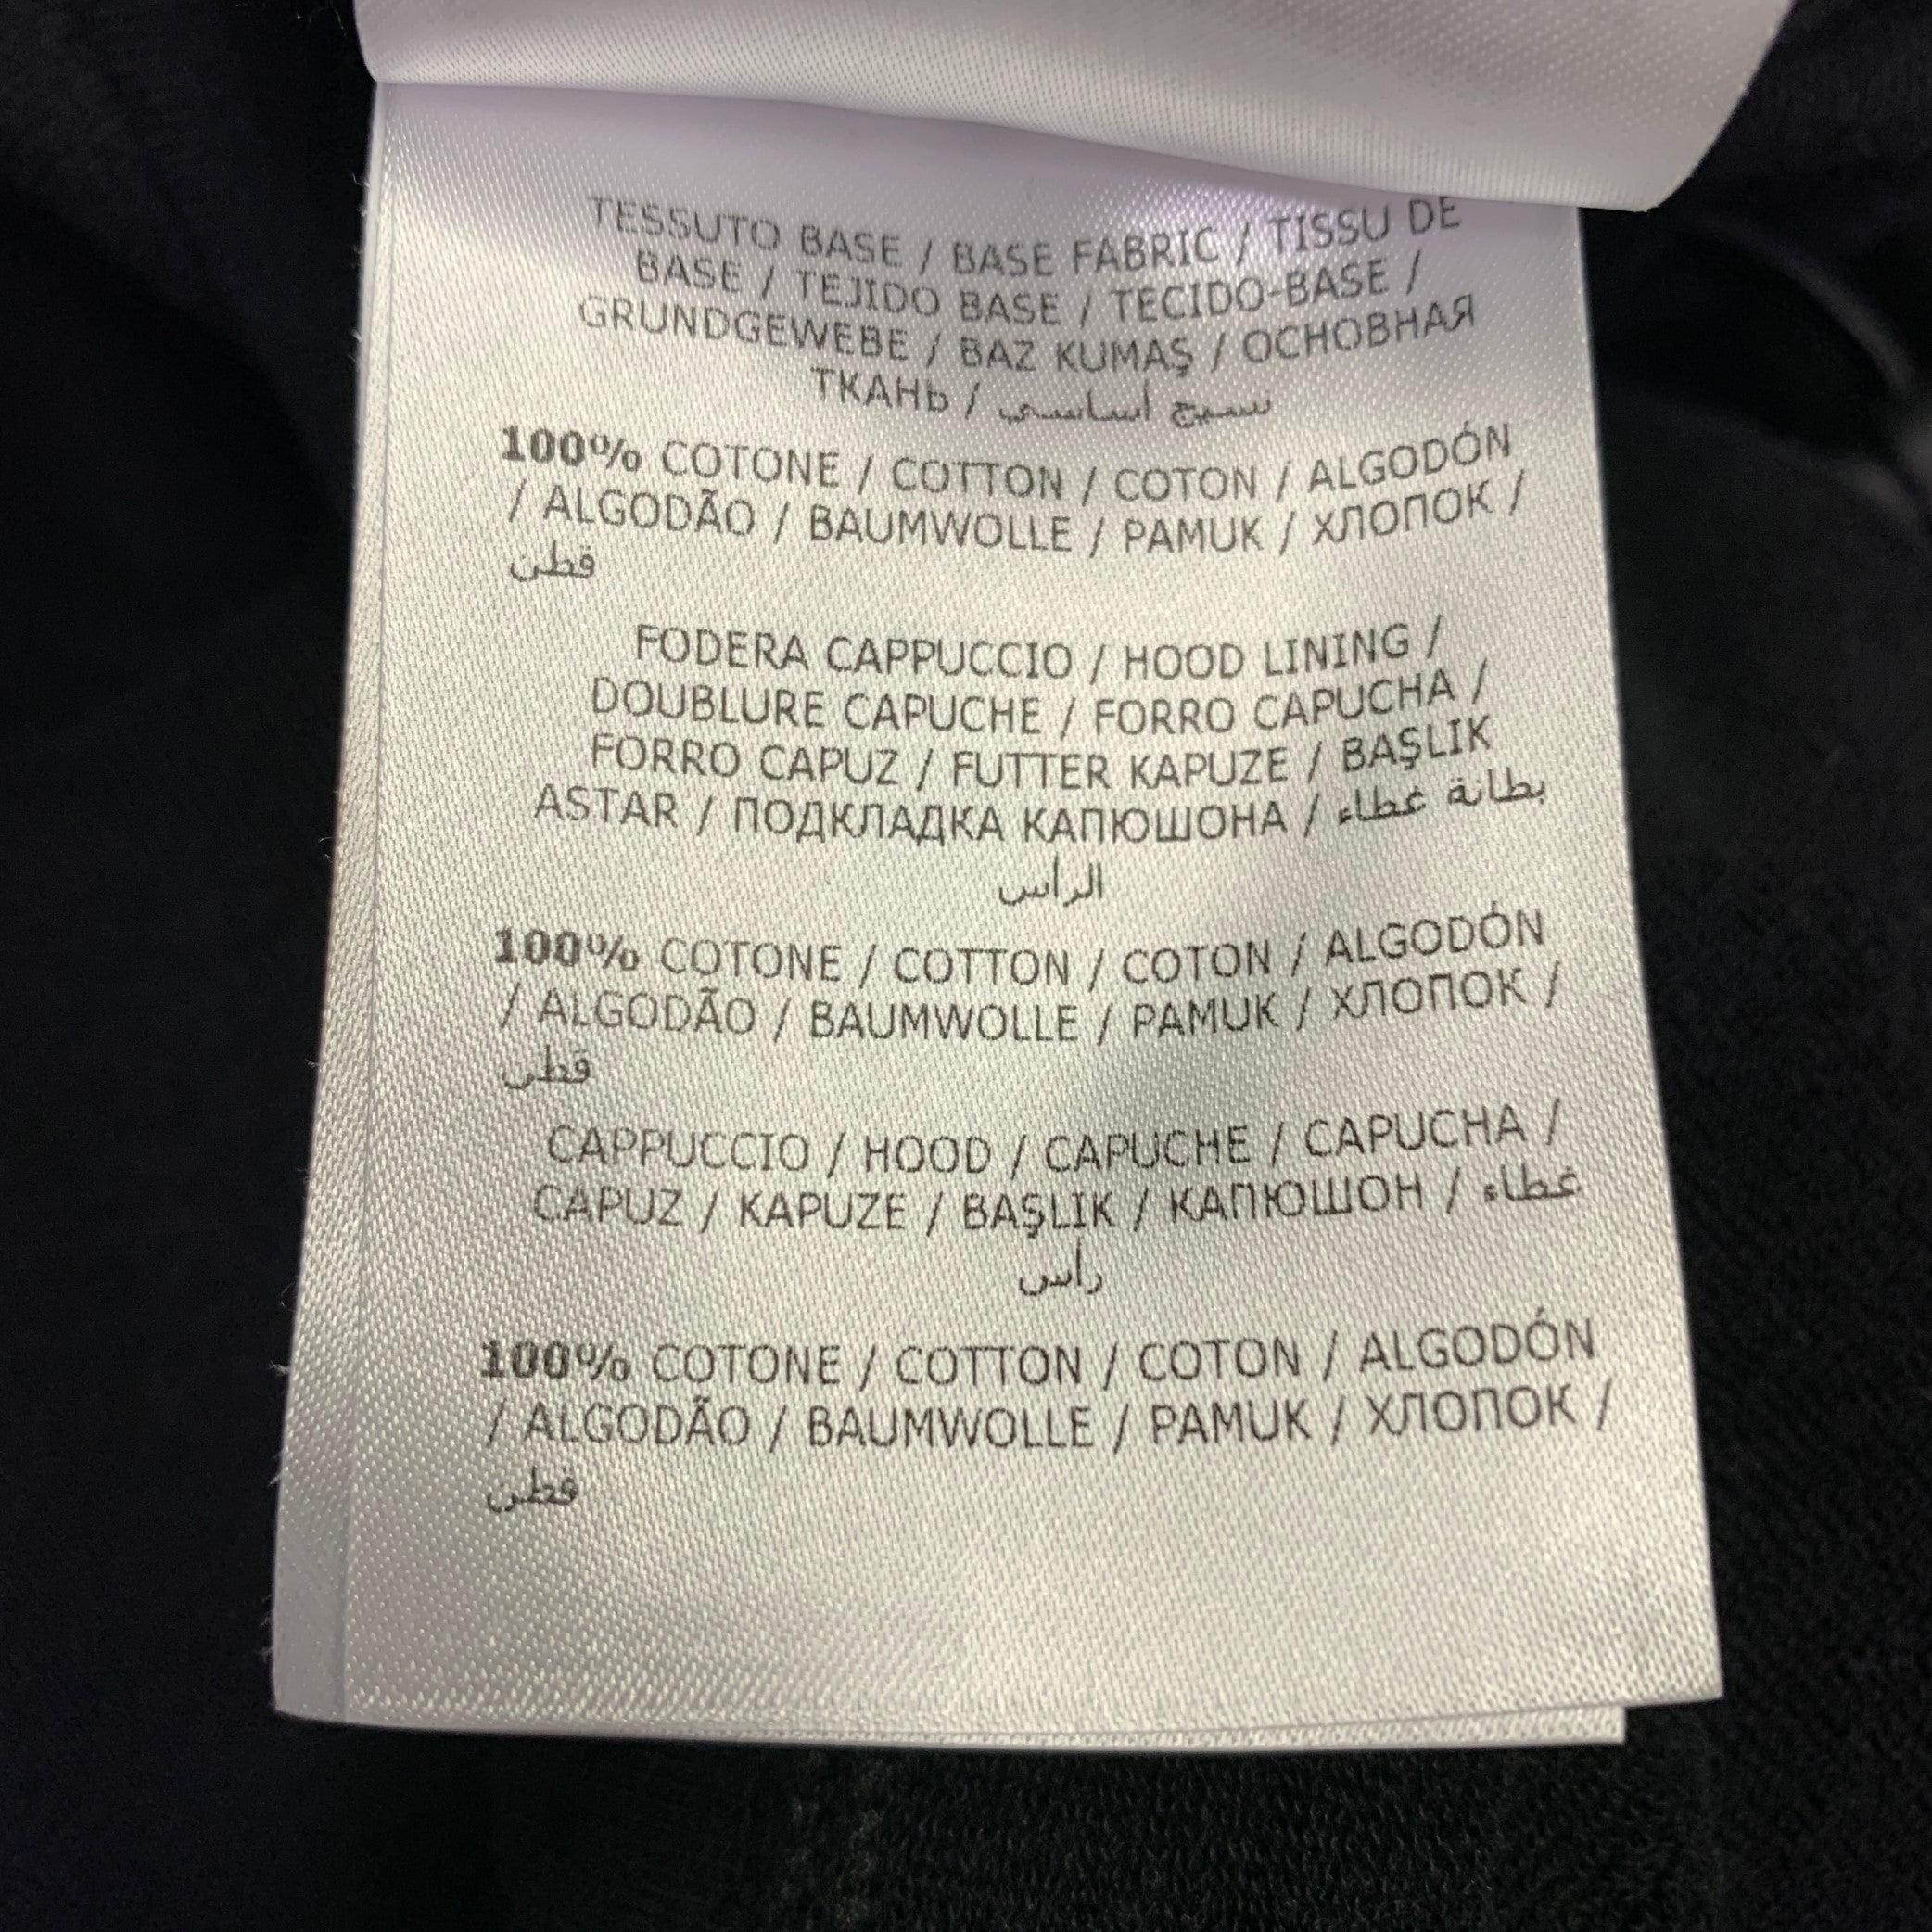 TESSUTO BASE / BASE FABRIC / TISSU DE
BASE / TEJIDO BASE / TECIDO-BASE /
GRUNDGEWEBE / BAZ KUMAŞ / ОСНОВНАЯ
ТКАНЬ / نسيج أساسي
100% COTONE / COTTON / COTON / ALGODÓN
/ ALGODÃO / BAUMWOLLE / PAMUK / ХЛОПОК /
قطن
FODERA CAPPUCCIO / HOOD LINING /
DOUBLURE CAPUCHE / FORRO CAPUCHA /
FORRO CAPUZ / FUTTER KAPUZE / BAŞLIK
ASTAR / ПОДКЛАДКА КАПЮШОНА / بطانة غطاء
الرأس
100% COTONE / COTTON / COTON / ALGODÓN
/ ALGODÃO / BAUMWOLLE / PAMUK / ХЛОПОК /
قطن
CAPPUCCIO / HOOD / CAPUCHE / CAPUCHA /
CAPUZ / KAPUZE / BAŞLIK / КАПЮШОН / غطاء
رأس
100% COTONE / COTTON / COTON / ALGODÓN
/ ALGODÃO / BAUMWOLLE / PAMUK / ХЛОПОК /
قطن